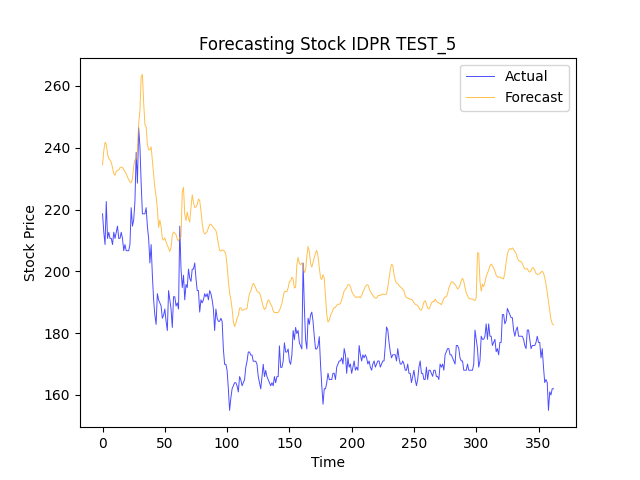 Forecasting Stock IDPR TEST_5
Actual
Forecast
Stock Price
260
240
220
200
180
160
0 50 100 150 200 250 300 350
Time